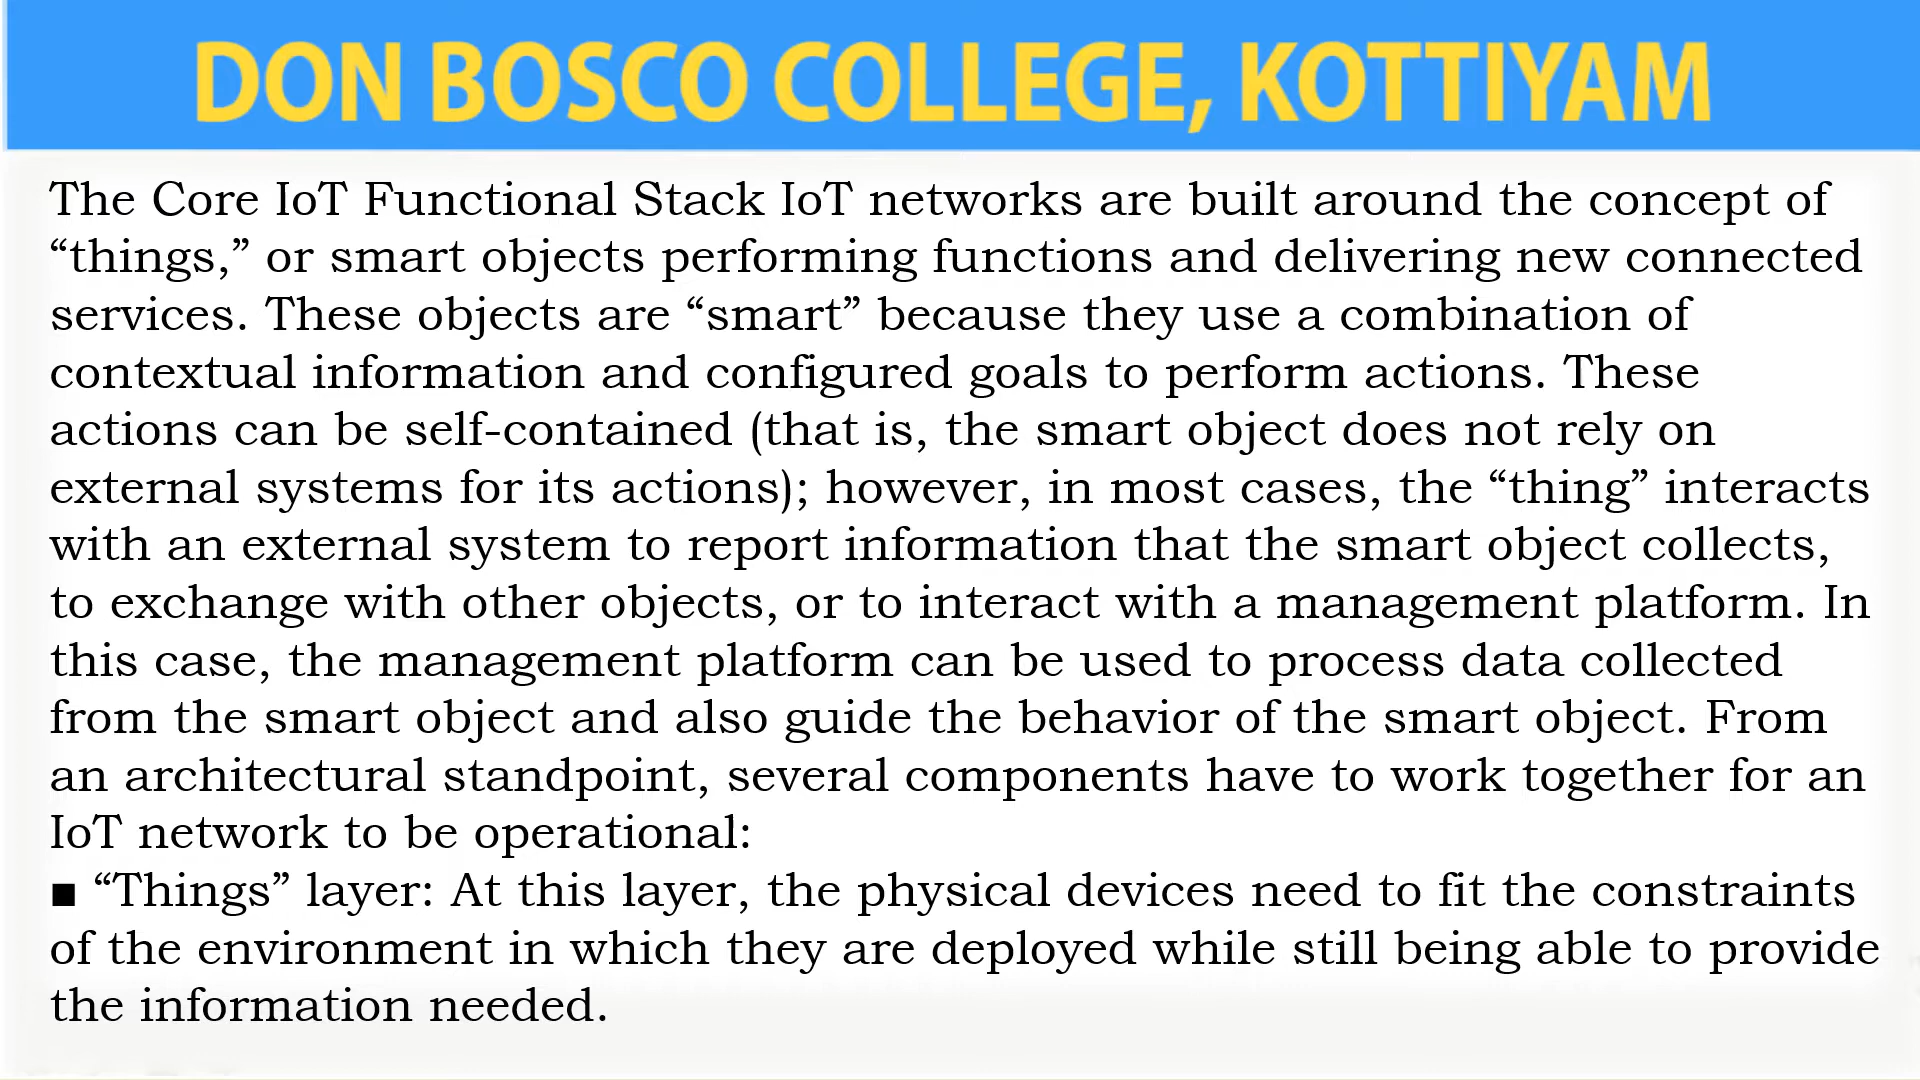 DON BOSCO COLLEGE, KOTTIYAM
The Core IoT Functional Stack IoT networks are built around the concept of
“things,” or smart objects performing functions and delivering new connected
services. These objects are “smart” because they use a combination of
contextual information and configured goals to perform actions. These
actions can be self-contained (that is, the smart object does not rely on
external systems for its actions); however, in most cases, the “thing” interacts
with an external system to report information that the smart object collects,
to exchange with other objects, or to interact with a management platform. In
this case, the management platform can be used to process data collected
from the smart object and also guide the behavior of the smart object. From
an architectural standpoint, several components have to work together for an
IoT network to be operational:
■ “Things” layer: At this layer, the physical devices need to fit the constraints
of the environment in which they are deployed while still being able to provide
the information needed.